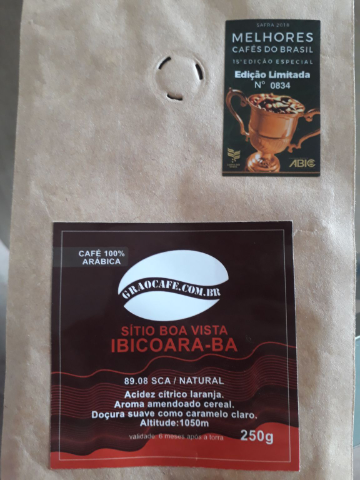 SAFRA 2019
MELHORES
CAFÉS DO BRASIL
15ª EDIÇÃO ESPECIAL
Edição Limitada
Nº 0834
ABIC
CAFÉ 100%
ARÁBICA
GRAOCAFE.COM.BR
SÍTIO BOA VISTA
IBICOARA-BA
89.08 SCA / NATURAL
Acidez cítrico laranja.
Aroma amendoado cereal.
Doçura suave como caramelo claro.
Altitude:1050m
validade: 6 meses após a torra
250g